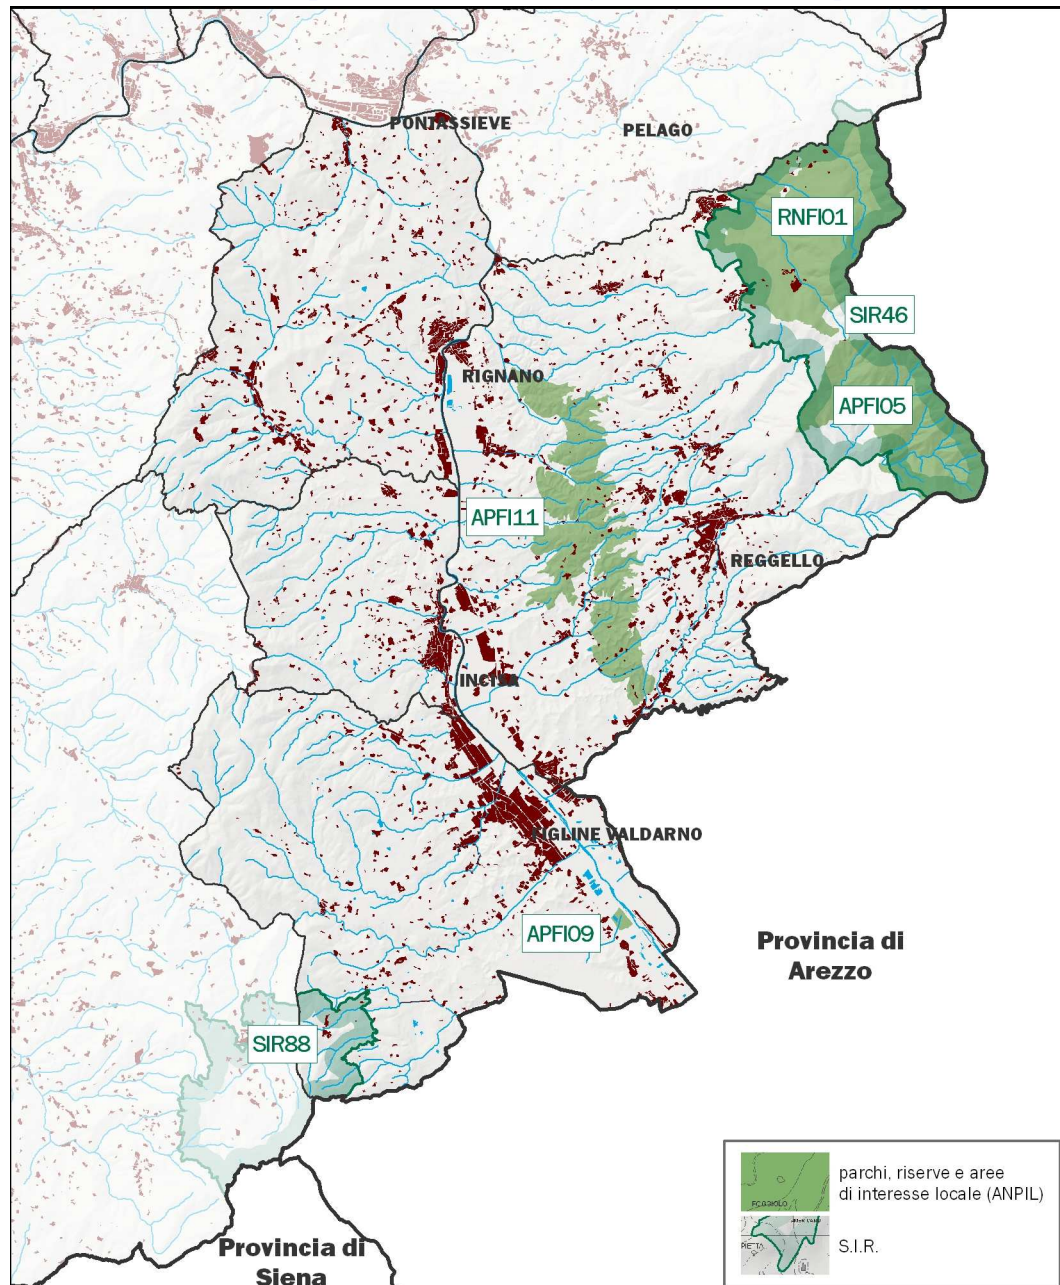 PONTASSIEVE
PELAGO
RNFI01
SIR46
RIGNANO
APFI05
APFI11
REGGELLO
INCISA
FIGLINE VALDARNO
APFI09
Provincia di
Arezzo
SIR88
parchi, riserve e aree
di interesse locale (ANPIL)
S.I.R.
Provincia di
Siena